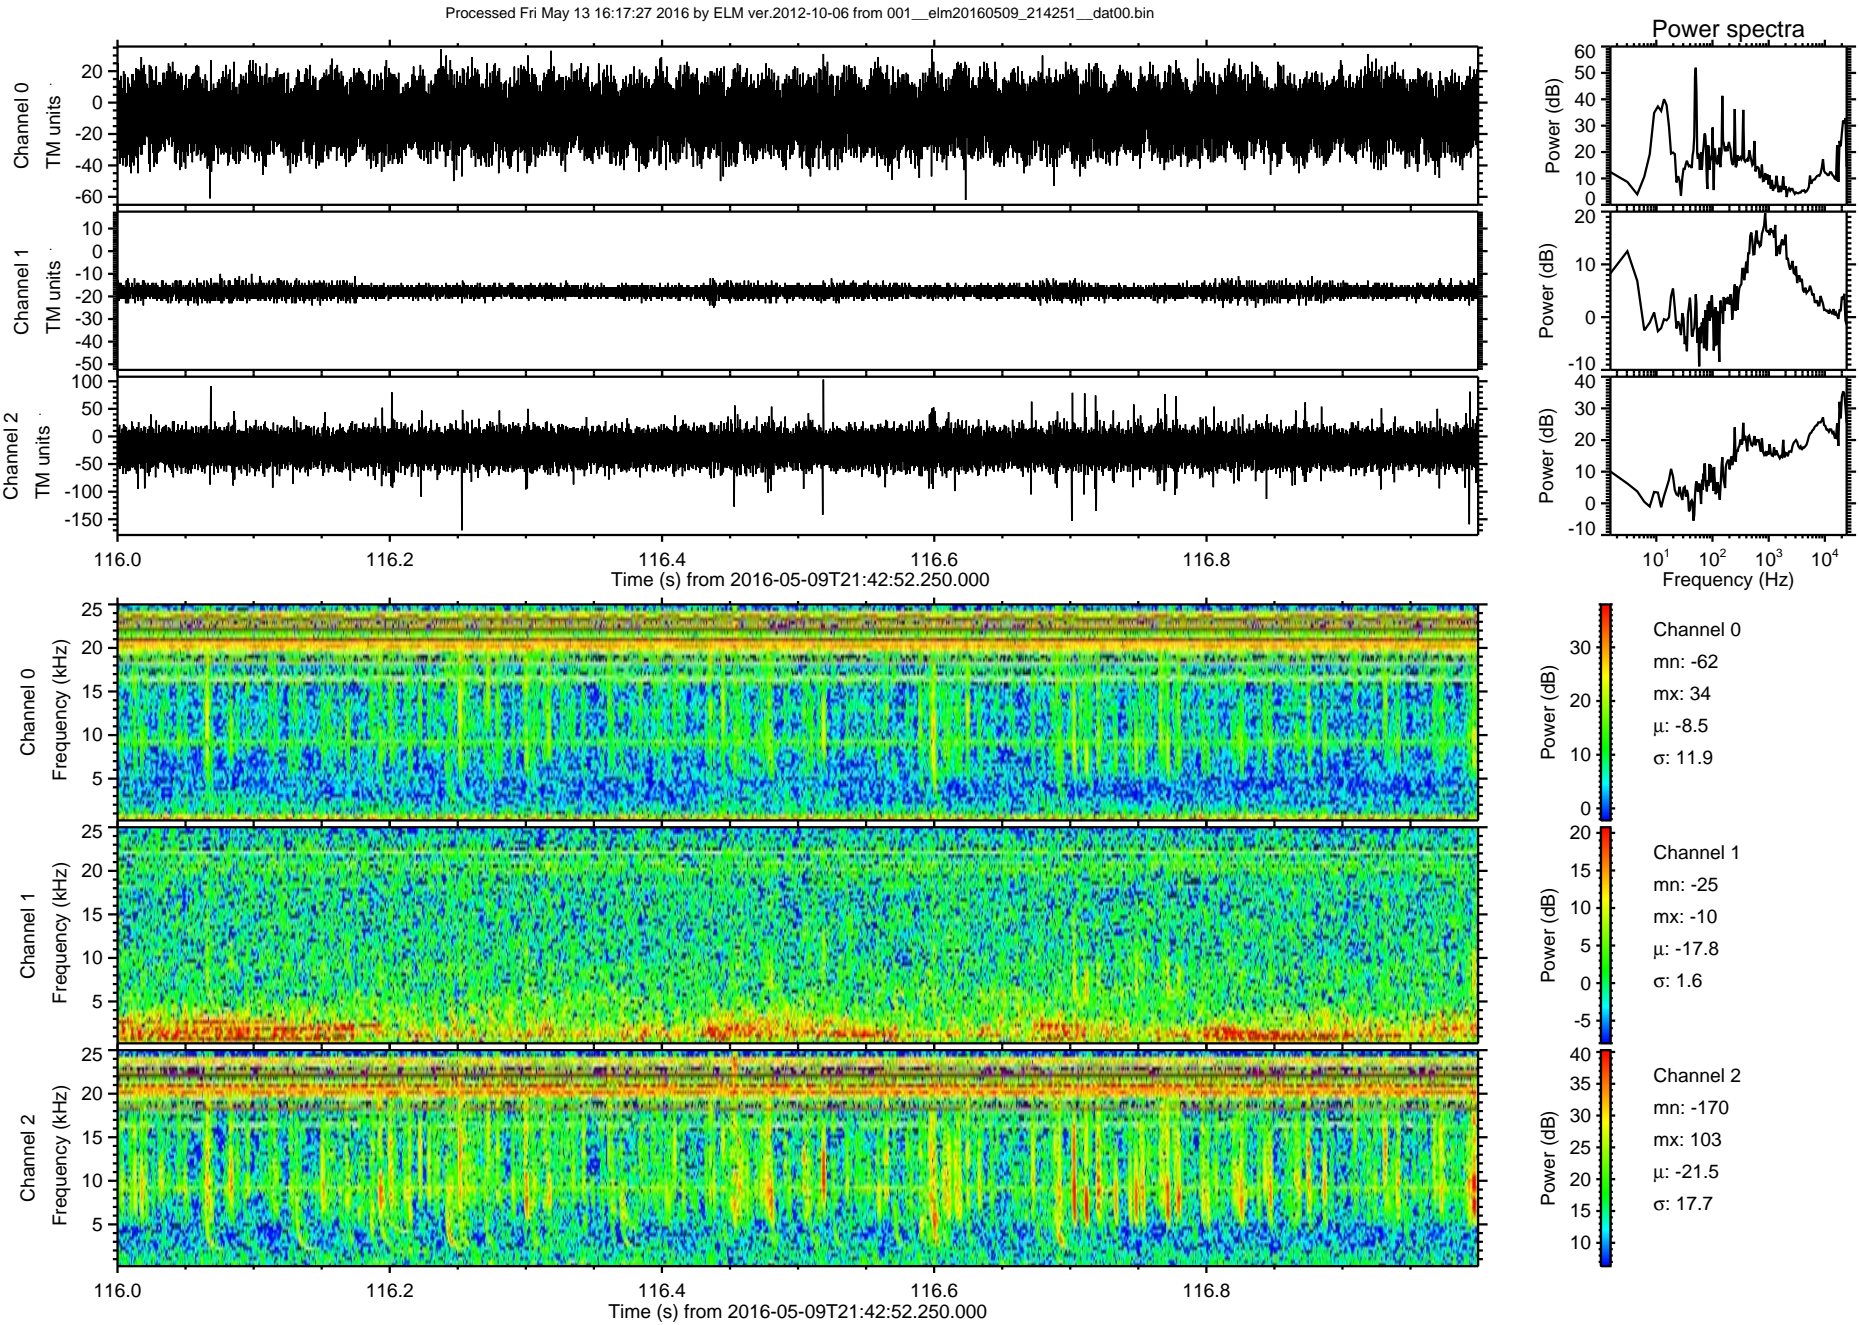 Processed Fri May 13 16:17:27 2016 by ELM ver.2012-10-06 from 001__elm20160509_214251__dat00.bin
Power spectra
Channel 0
TM units
20
0
-20
-40
-60
Power (dB)
60
50
40
30
20
10
0
Channel 1
TM units
10
0
-10
-20
-30
-40
-50
Power (dB)
20
10
0
-10
Channel 2
TM units
100
50
0
-50
-100
-150
Power (dB)
40
30
20
10
0
-10
116.0 116.2 116.4 116.6 116.8
Time (s) from 2016-05-09T21:42:52.250.000
10^1 10^2 10^3 10^4
Frequency (Hz)
Channel 0
Frequency (kHz)
25
20
15
10
5
Power (dB)
30
20
10
0
Channel 0
mn: -62
mx: 34
μ: -8.5
σ: 11.9
Channel 1
Frequency (kHz)
25
20
15
10
5
Power (dB)
20
15
10
5
0
-5
Channel 1
mn: -25
mx: -10
μ: -17.8
σ: 1.6
Channel 2
Frequency (kHz)
25
20
15
10
5
Power (dB)
40
35
30
25
20
15
10
Channel 2
mn: -170
mx: 103
μ: -21.5
σ: 17.7
116.0 116.2 116.4 116.6 116.8
Time (s) from 2016-05-09T21:42:52.250.000